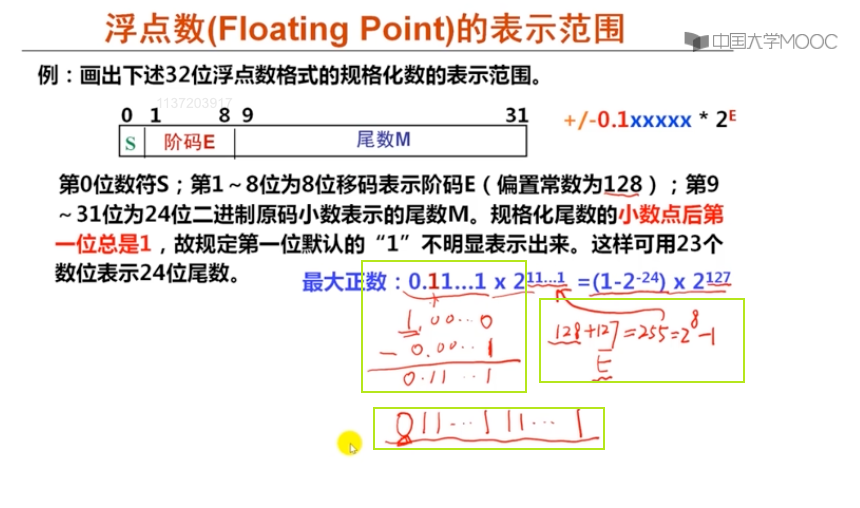 浮点数(Floating Point)的表示范围
中国大学MOOC
例：画出下述32位浮点数格式的规格化数的表示范围。
1137203917
0 1 8 9 31
S 阶码E 尾数M
+/-0.1xxxxx * 2^E
第0位数符S；第1～8位为8位移码表示阶码E（偏置常数为128）；第9
～31位为24位二进制原码小数表示的尾数M。规格化尾数的小数点后第
一位总是1，故规定第一位默认的“1”不明显表示出来。这样可用23个
数位表示24位尾数。
最大正数：0.11…1 x 2^11…1 =(1-2^-24) x 2^127
1.00…0
- 0.00…1
0.11…1
128+127=255=2^8-1
E
011…111…1